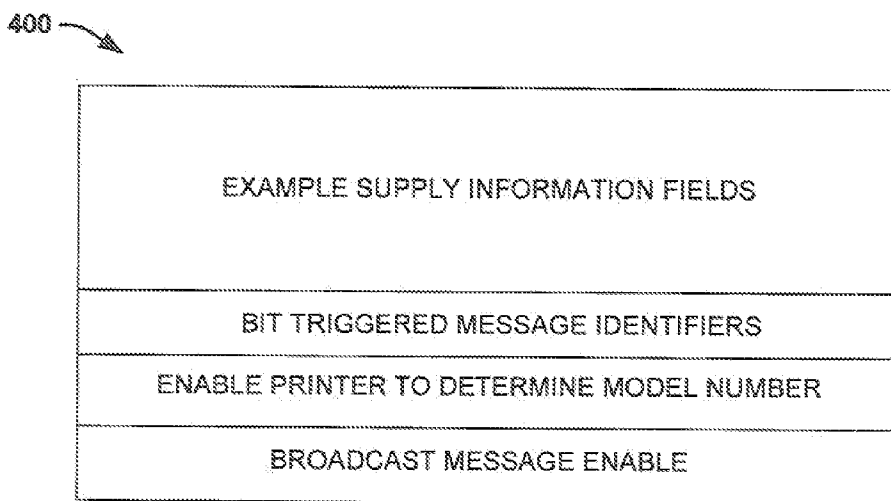 400
EXAMPLE SUPPLY INFORMATION FIELDS
BIT TRIGGERED MESSAGE IDENTIFIERS
ENABLE PRINTER TO DETERMINE MODEL NUMBER
BROADCAST MESSAGE ENABLE